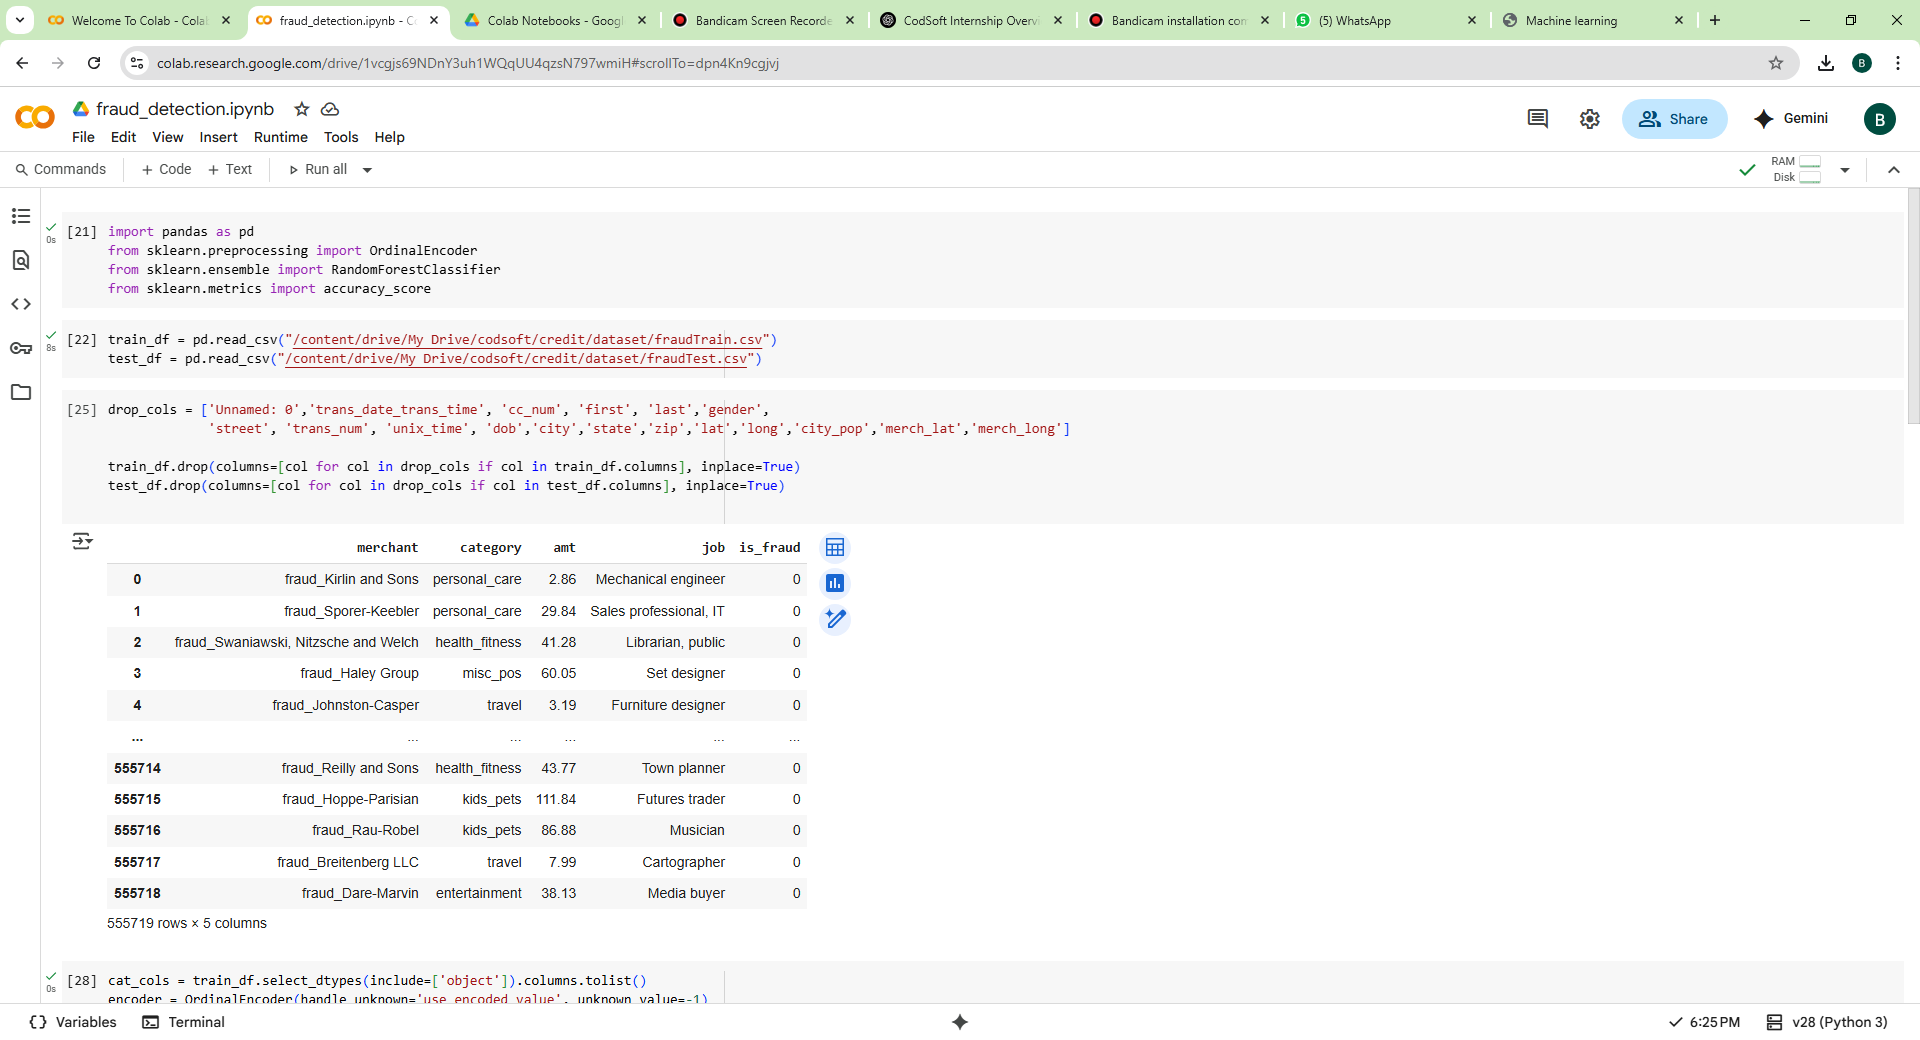 Welcome To Colab - Colab
fraud_detection.ipynb - C
Colab Notebooks - Googl
Bandicam Screen Recorde
CodSoft Internship Overvi
Bandicam installation con
(5) WhatsApp
Machine learning
colab.research.google.com/drive/1vcgjs69NDnY3uh1WQqUU4qzsN797wmiH#scrollTo=dpn4Kn9cgjvj
B
fraud_detection.ipynb
File Edit View Insert Runtime Tools Help
Share
Gemini
B
Commands + Code + Text Run all
RAM
Disk
0s
[21] import pandas as pd
from sklearn.preprocessing import OrdinalEncoder
from sklearn.ensemble import RandomForestClassifier
from sklearn.metrics import accuracy_score
8s
[22] train_df = pd.read_csv("/content/drive/My Drive/codsoft/credit/dataset/fraudTrain.csv")
test_df = pd.read_csv("/content/drive/My Drive/codsoft/credit/dataset/fraudTest.csv")
[25] drop_cols = ['Unnamed: 0','trans_date_trans_time', 'cc_num', 'first', 'last','gender',
'street', 'trans_num', 'unix_time', 'dob','city','state','zip','lat','long','city_pop','merch_lat','merch_long']
train_df.drop(columns=[col for col in drop_cols if col in train_df.columns], inplace=True)
test_df.drop(columns=[col for col in drop_cols if col in test_df.columns], inplace=True)
merchant category amt job is_fraud
0 fraud_Kirlin and Sons personal_care 2.86 Mechanical engineer 0
1 fraud_Sporer-Keebler personal_care 29.84 Sales professional, IT 0
2 fraud_Swaniawski, Nitzsche and Welch health_fitness 41.28 Librarian, public 0
3 fraud_Haley Group misc_pos 60.05 Set designer 0
4 fraud_Johnston-Casper travel 3.19 Furniture designer 0
... ... ... ... ... ...
555714 fraud_Reilly and Sons health_fitness 43.77 Town planner 0
555715 fraud_Hoppe-Parisian kids_pets 111.84 Futures trader 0
555716 fraud_Rau-Robel kids_pets 86.88 Musician 0
555717 fraud_Breitenberg LLC travel 7.99 Cartographer 0
555718 fraud_Dare-Marvin entertainment 38.13 Media buyer 0
555719 rows × 5 columns
0s
[28] cat_cols = train_df.select_dtypes(include=['object']).columns.tolist()
encoder = OrdinalEncoder(handle_unknown='use_encoded_value', unknown_value=-1)
Variables Terminal
6:25 PM
v28 (Python 3)